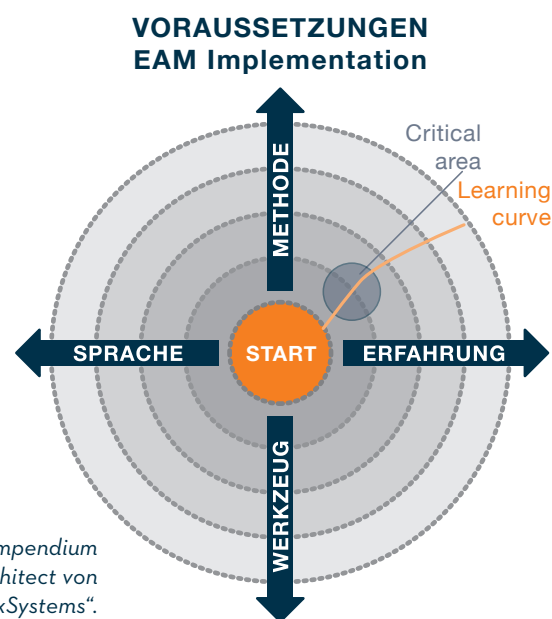 VORAUSSETZUNGEN
EAM Implementation
METHODE
Critical
area
Learning
curve
SPRACHE
START
ERFAHRUNG
WERKZEUG
hitect von